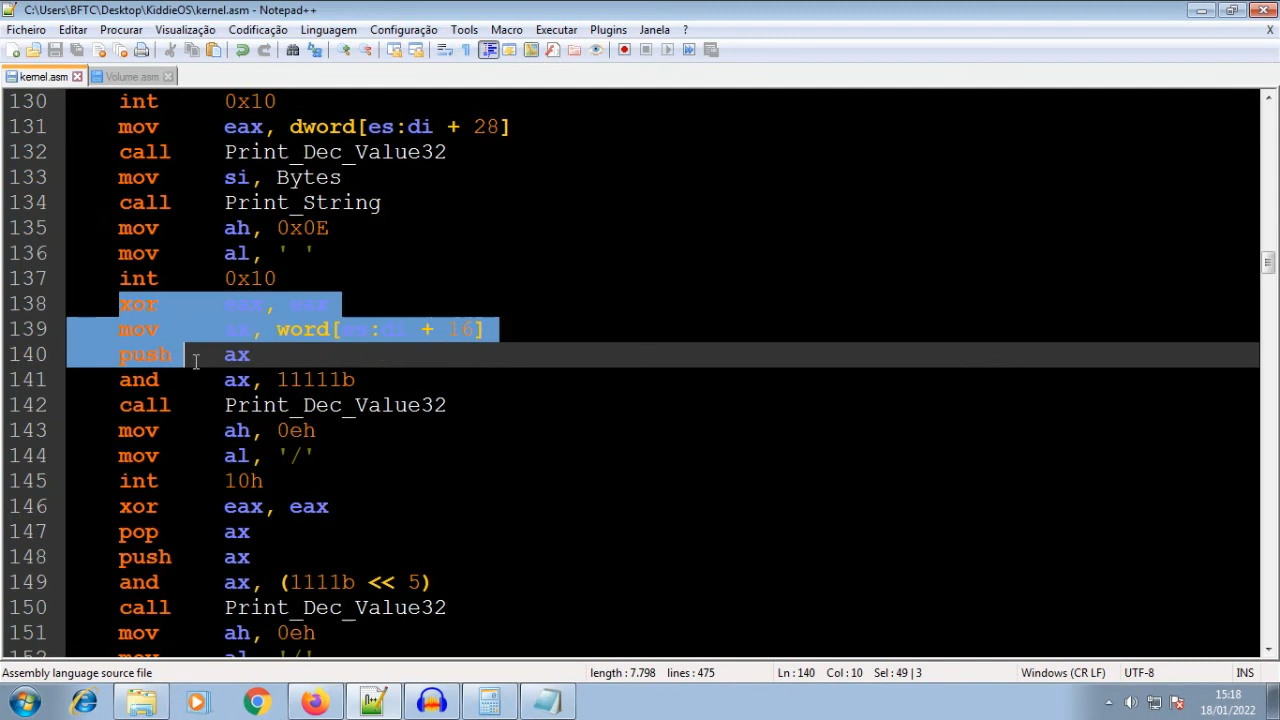 C:\Users\BFTC\Desktop\KiddieOS\kernel.asm - Notepad++
Ficheiro Editar Procurar Visualização Codificação Linguagem Configuração Tools Macro Executar Plugins Janela ? X
kernel.asm Volume.asm
130 int 0x10
131 mov eax, dword[es:di + 28]
132 call Print_Dec_Value32
133 mov si, Bytes
134 call Print_String
135 mov ah, 0x0E
136 mov al, ' '
137 int 0x10
138 xor eax, eax
139 mov ax, word[es:di + 16]
140 push ax
141 and ax, 11111b
142 call Print_Dec_Value32
143 mov ah, 0eh
144 mov al, '/'
145 int 10h
146 xor eax, eax
147 pop ax
148 push ax
149 and ax, (1111b << 5)
150 call Print_Dec_Value32
151 mov ah, 0eh
mov al, '/'
Assembly language source file length : 7.798 lines : 475 Ln : 140 Col : 10 Sel : 49 | 3 Windows (CR LF) UTF-8 INS
15:18
18/01/2022